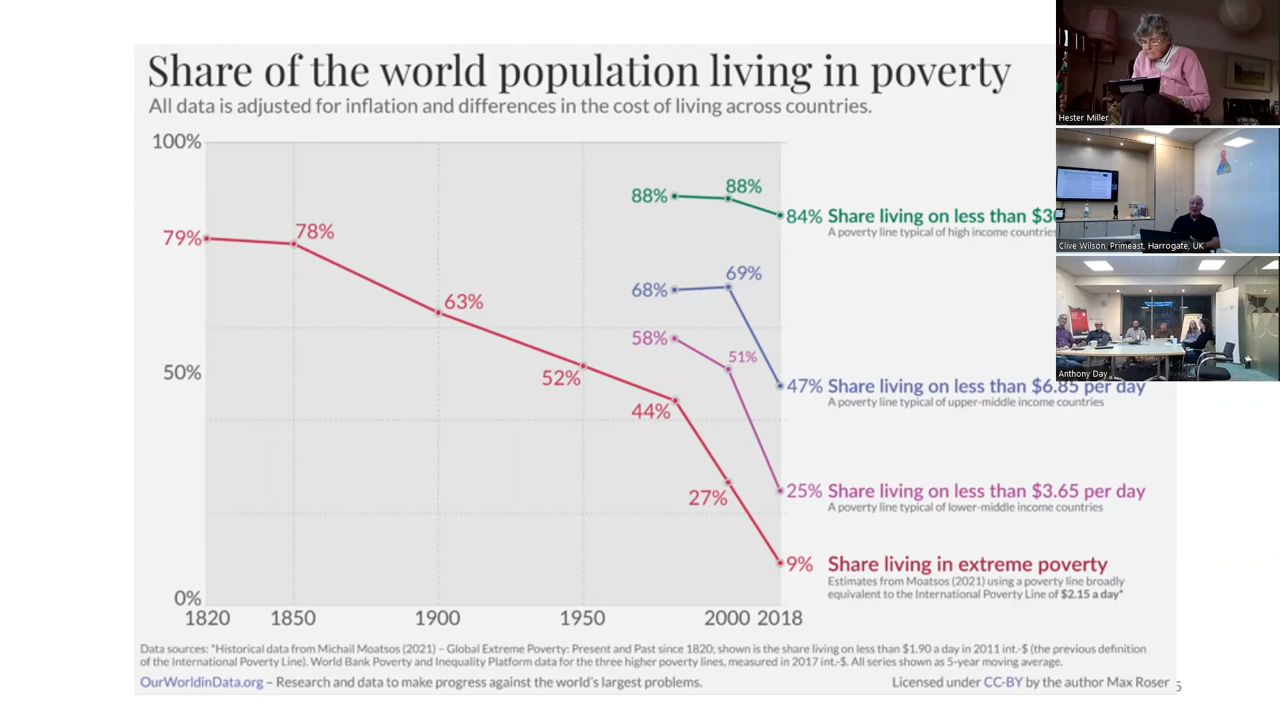 Share of the world population living in poverty
All data is adjusted for inflation and differences in the cost of living across countries.
100%
50%
0%
79%
78%
63%
52%
44%
27%
88%
88%
84% Share living on less than $30
A poverty line typical of high income countries
68%
69%
47% Share living on less than $6.85 per day
A poverty line typical of upper-middle income countries
58%
51%
25% Share living on less than $3.65 per day
A poverty line typical of lower-middle income countries
9% Share living in extreme poverty
Estimates from Moatsos (2021) using a poverty line broadly
equivalent to the International Poverty Line of $2.15 a day*
1820 1850 1900 1950 2000 2018
Data sources: *Historical data from Michail Moatsos (2021) – Global Extreme Poverty: Present and Past since 1820; shown is the share living on less than $1.90 a day in 2011 int.-$ (the previous definition
of the International Poverty Line). World Bank Poverty and Inequality Platform data for the three higher poverty lines, measured in 2017 int.-$. All series shown as 5-year moving average.
OurWorldinData.org – Research and data to make progress against the world's largest problems.
Licensed under CC-BY by the author Max Roser
5
Hester Miller
Clive Wilson, Primeast, Harrogate, UK
Anthony Day